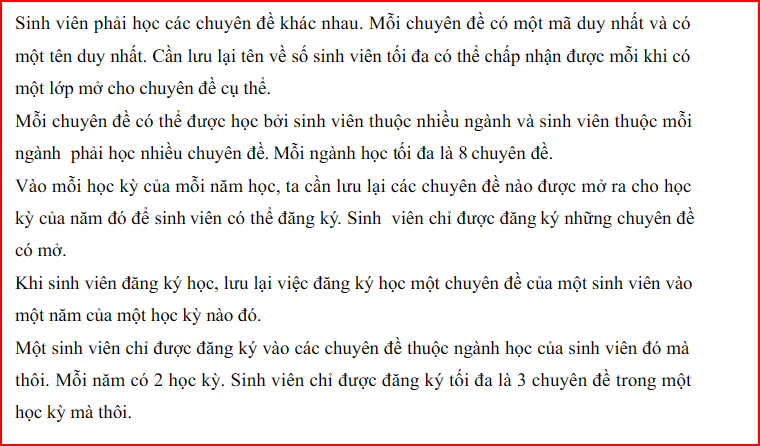 Sinh viên phải học các chuyên đề khác nhau. Mỗi chuyên đề có một mã duy nhất và có
một tên duy nhất. Cần lưu lại tên về số sinh viên tối đa có thể chấp nhận được mỗi khi có
một lớp mở cho chuyên đề cụ thể.
Mỗi chuyên đề có thể được học bởi sinh viên thuộc nhiều ngành và sinh viên thuộc mỗi
ngành phải học nhiều chuyên đề. Mỗi ngành học tối đa là 8 chuyên đề.
Vào mỗi học kỳ của mỗi năm học, ta cần lưu lại các chuyên đề nào được mở ra cho học
kỳ của năm đó để sinh viên có thể đăng ký. Sinh viên chỉ được đăng ký những chuyên đề
có mở.
Khi sinh viên đăng ký học, lưu lại việc đăng ký học một chuyên đề của một sinh viên vào
một năm của một học kỳ nào đó.
Một sinh viên chỉ được đăng ký vào các chuyên đề thuộc ngành học của sinh viên đó mà
thôi. Mỗi năm có 2 học kỳ. Sinh viên chỉ được đăng ký tối đa là 3 chuyên đề trong một
học kỳ mà thôi.